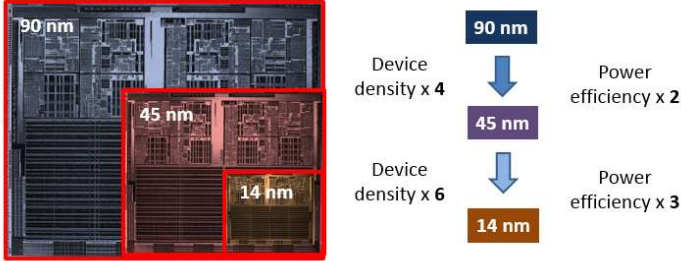 90 nm
45 nm
14 nm
90 nm
Device
density x 4
Power
efficiency x 2
45 nm
Device
density x 6
Power
efficiency x 3
14 nm